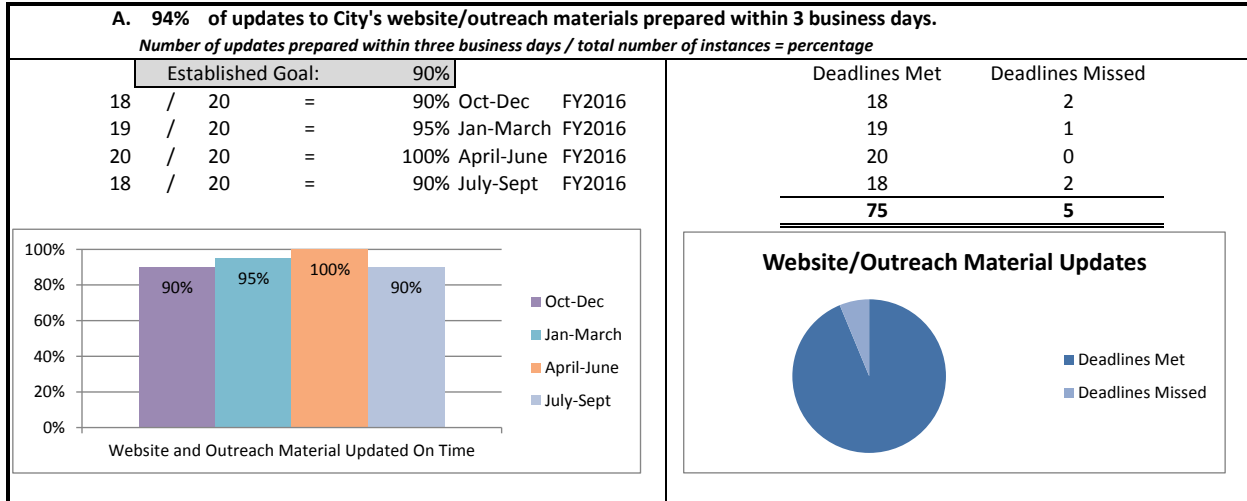 A. 94% of updates to City's website/outreach materials prepared within 3 business days.
Number of updates prepared within three business days / total number of instances = percentage
Established Goal: 90%
18 / 20 = 90% Oct-Dec FY2016
19 / 20 = 95% Jan-March FY2016
20 / 20 = 100% April-June FY2016
18 / 20 = 90% July-Sept FY2016
Deadlines Met Deadlines Missed
18 2
19 1
20 0
18 2
75 5
100%
80%
60%
40%
20%
0%
90%
95%
100%
90%
Website and Outreach Material Updated On Time
Oct-Dec
Jan-March
April-June
July-Sept
Website/Outreach Material Updates
Deadlines Met
Deadlines Missed